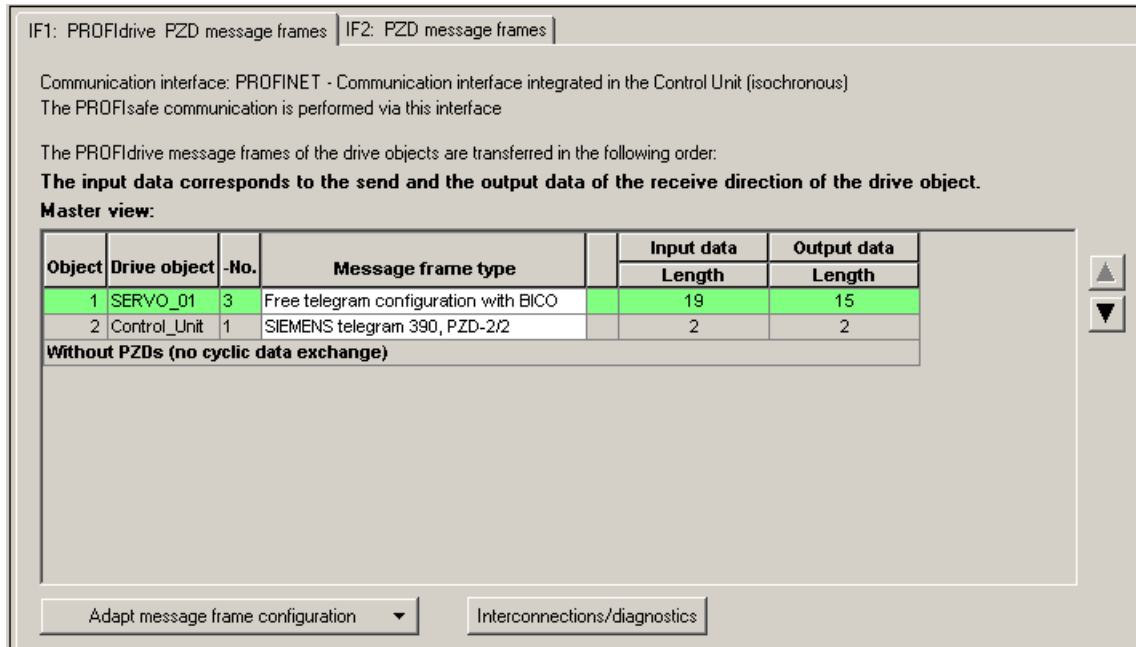 IF1: PROFIdrive PZD message frames IF2: PZD message frames
Communication interface: PROFINET - Communication interface integrated in the Control Unit (isochronous)
The PROFIsafe communication is performed via this interface
The PROFIdrive message frames of the drive objects are transferred in the following order:
The input data corresponds to the send and the output data of the receive direction of the drive object.
Master view:
Object Drive object -No. Message frame type Input data Output data
Length Length
1 SERVO_01 3 Free telegram configuration with BICO 19 15
2 Control_Unit 1 SIEMENS telegram 390, PZD-2/2 2 2
Without PZDs (no cyclic data exchange)
Adapt message frame configuration Interconnections/diagnostics